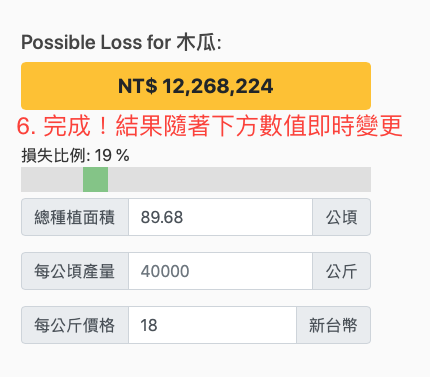 Possible Loss for 木瓜:
NT$ 12,268,224
6. 完成！結果隨著下方數值即時變更
損失比例: 19 %
總種植面積 89.68 公頃
每公頃產量 40000 公斤
每公斤價格 18 新台幣